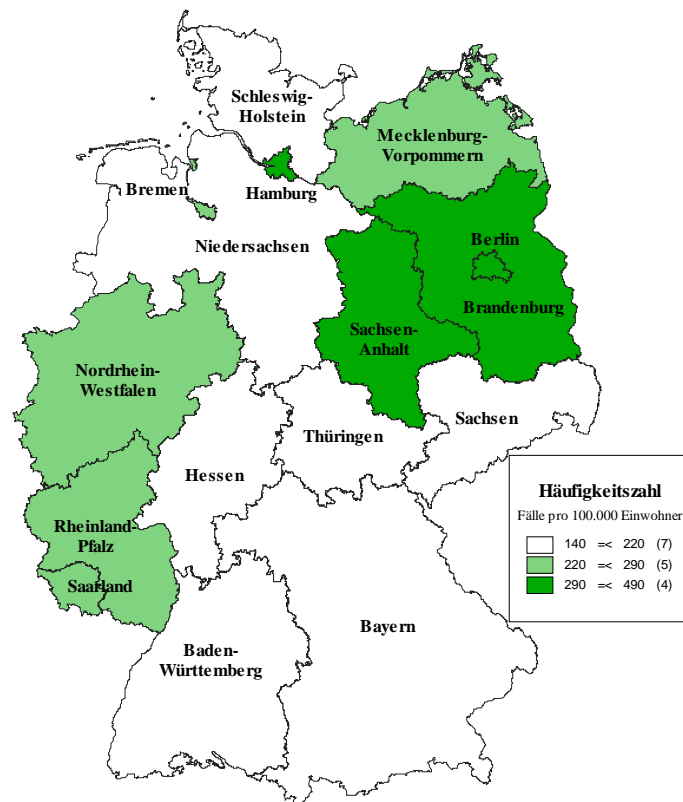 Schleswig-
Holstein
Mecklenburg-
Vorpommern
Bremen
Hamburg
Niedersachsen
Berlin
Brandenburg
Sachsen-
Anhalt
Nordrhein-
Westfalen
Sachsen
Thüringen
Hessen
Rheinland-
Pfalz
Saarland
Baden-
Württemberg
Bayern
Häufigkeitszahl
Fälle pro 100.000 Einwohner
140 =< 220 (7)
220 =< 290 (5)
290 =< 490 (4)